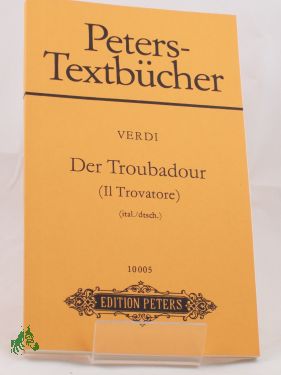 Peters-
Textbücher
VERDI
Der Troubadour
(Il Trovatore)
(ital./dtsch.)
10005
EDITION PETERS